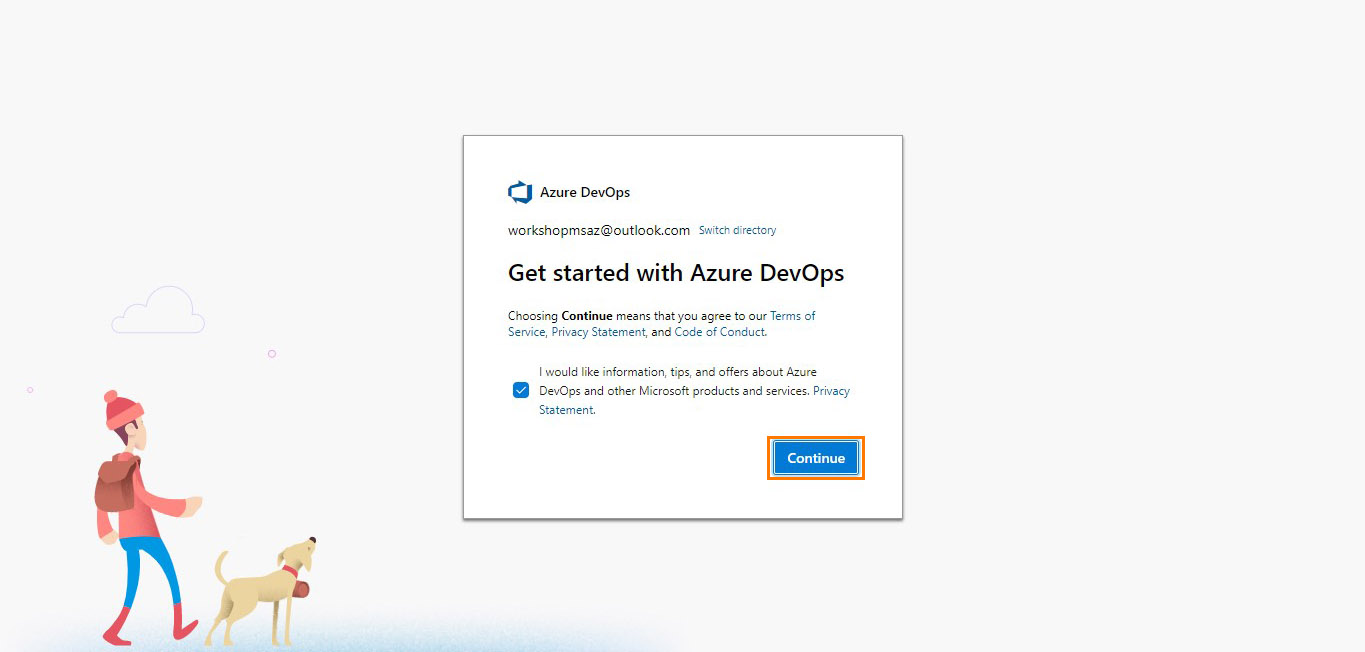 Azure DevOps
workshopmsaz@outlook.com Switch directory
Get started with Azure DevOps
Choosing Continue means that you agree to our Terms of
Service, Privacy Statement, and Code of Conduct.
I would like information, tips, and offers about Azure
DevOps and other Microsoft products and services. Privacy
Statement.
Continue